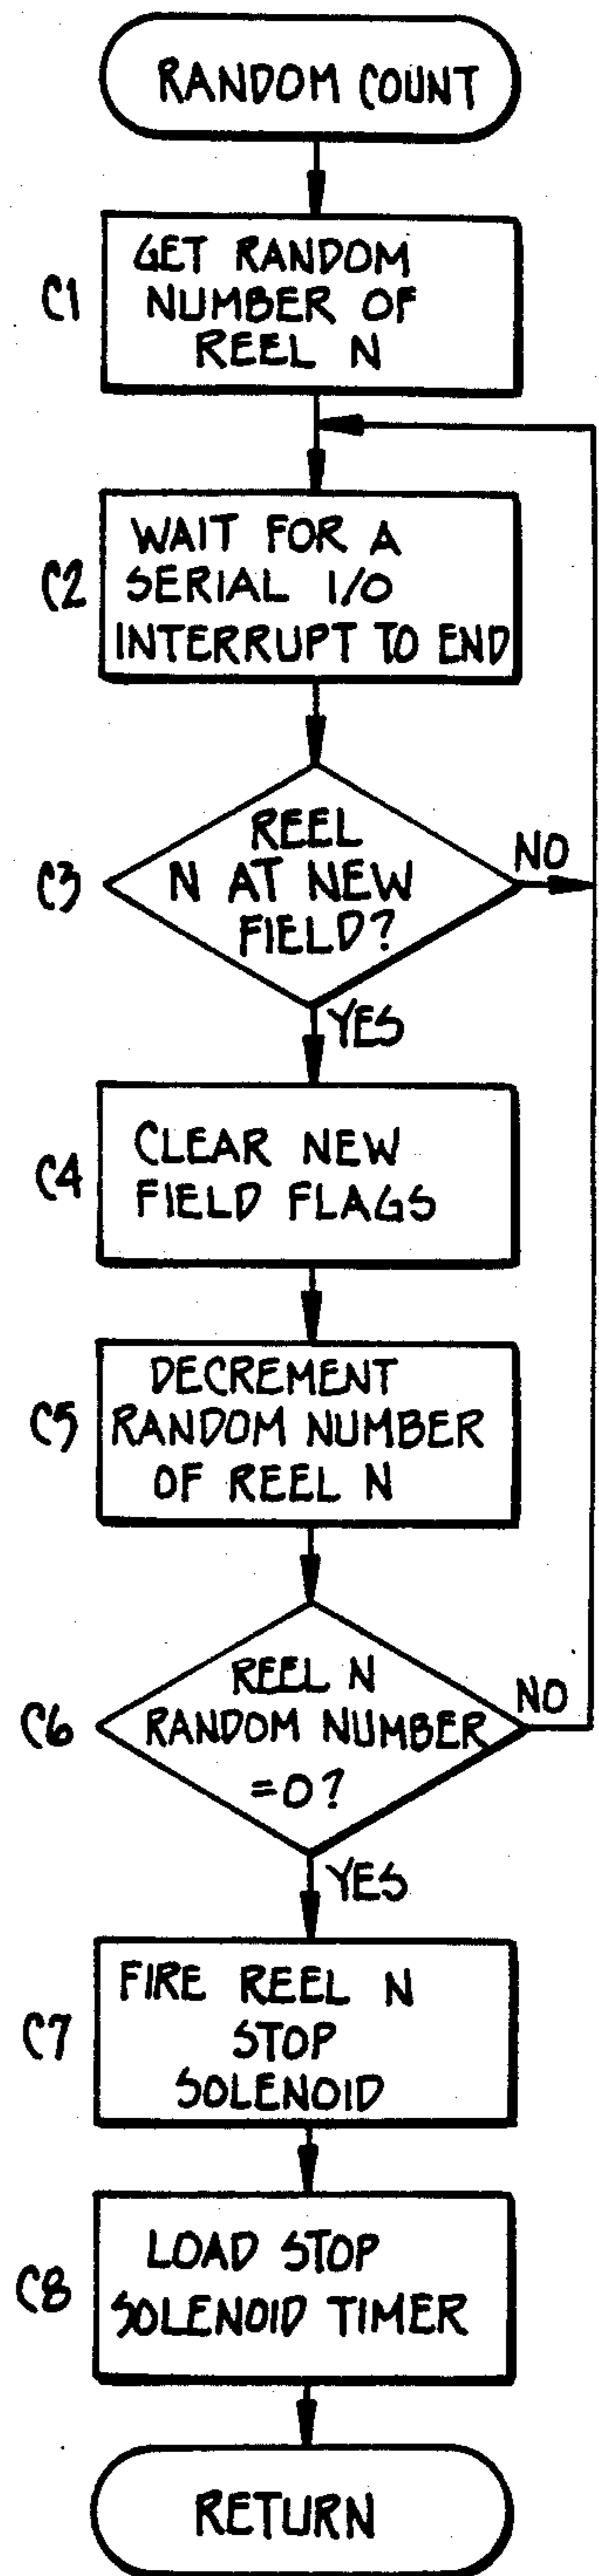 RANDOM COUNT
C1
GET RANDOM
NUMBER OF
REEL N
C2
WAIT FOR A
SERIAL I/O
INTERRUPT TO END
C3
REEL
N AT NEW
FIELD?
NO
YES
C4
CLEAR NEW
FIELD FLAGS
C5
DECREMENT
RANDOM NUMBER
OF REEL N
C6
REEL N
RANDOM NUMBER
=0?
NO
YES
C7
FIRE REEL N
STOP
SOLENOID
C8
LOAD STOP
SOLENOID TIMER
RETURN